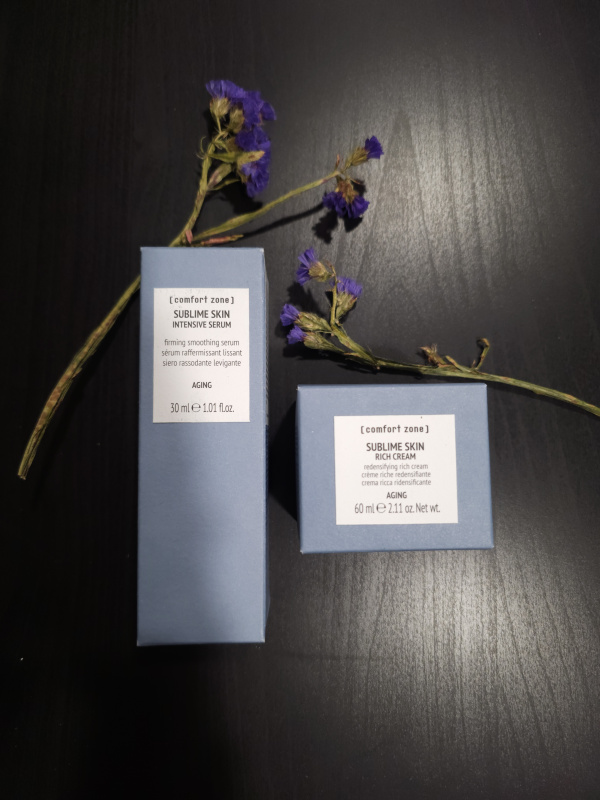 [comfort zone]
SUBLIME SKIN
INTENSIVE SERUM
firming smoothing serum
sérum raffermissant lissant
siero rassodante levigante
AGING
30 ml ℮ 1.01 fl.oz.
[comfort zone]
SUBLIME SKIN
RICH CREAM
redensifying rich cream
crème riche redensifiante
crema ricca ridensificante
AGING
60 ml ℮ 2.11 oz. Net wt.